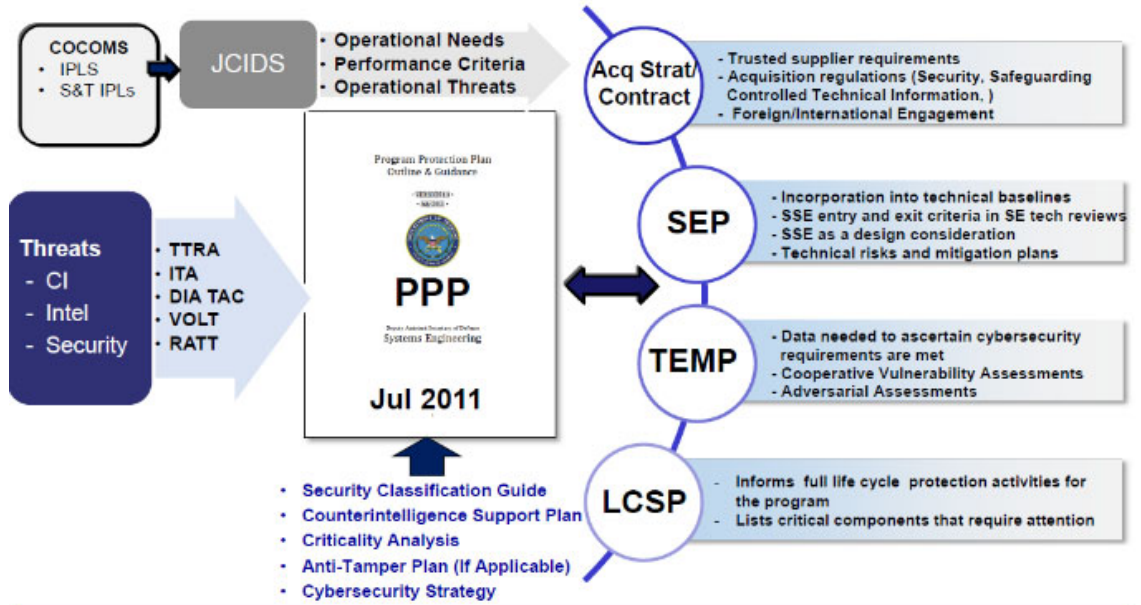 COCOMS
• IPLS
• S&T IPLs
JCIDS
• Operational Needs
• Performance Criteria
• Operational Threats
Acq Strat/
Contract
- Trusted supplier requirements
- Acquisition regulations (Security, Safeguarding
Controlled Technical Information, )
- Foreign/International Engagement
Threats
- CI
- Intel
- Security
• TTRA
• ITA
• DIA TAC
• VOLT
• RATT
Program Protection Plan
Outline & Guidance
PPP
Deputy Assistant Secretary of Defense
Systems Engineering
Jul 2011
SEP
- Incorporation into technical baselines
- SSE entry and exit criteria in SE tech reviews
- SSE as a design consideration
- Technical risks and mitigation plans
TEMP
- Data needed to ascertain cybersecurity
requirements are met
- Cooperative Vulnerability Assessments
- Adversarial Assessments
LCSP
- Informs full life cycle protection activities for
the program
- Lists critical components that require attention
• Security Classification Guide
• Counterintelligence Support Plan
• Criticality Analysis
• Anti-Tamper Plan (If Applicable)
• Cybersecurity Strategy